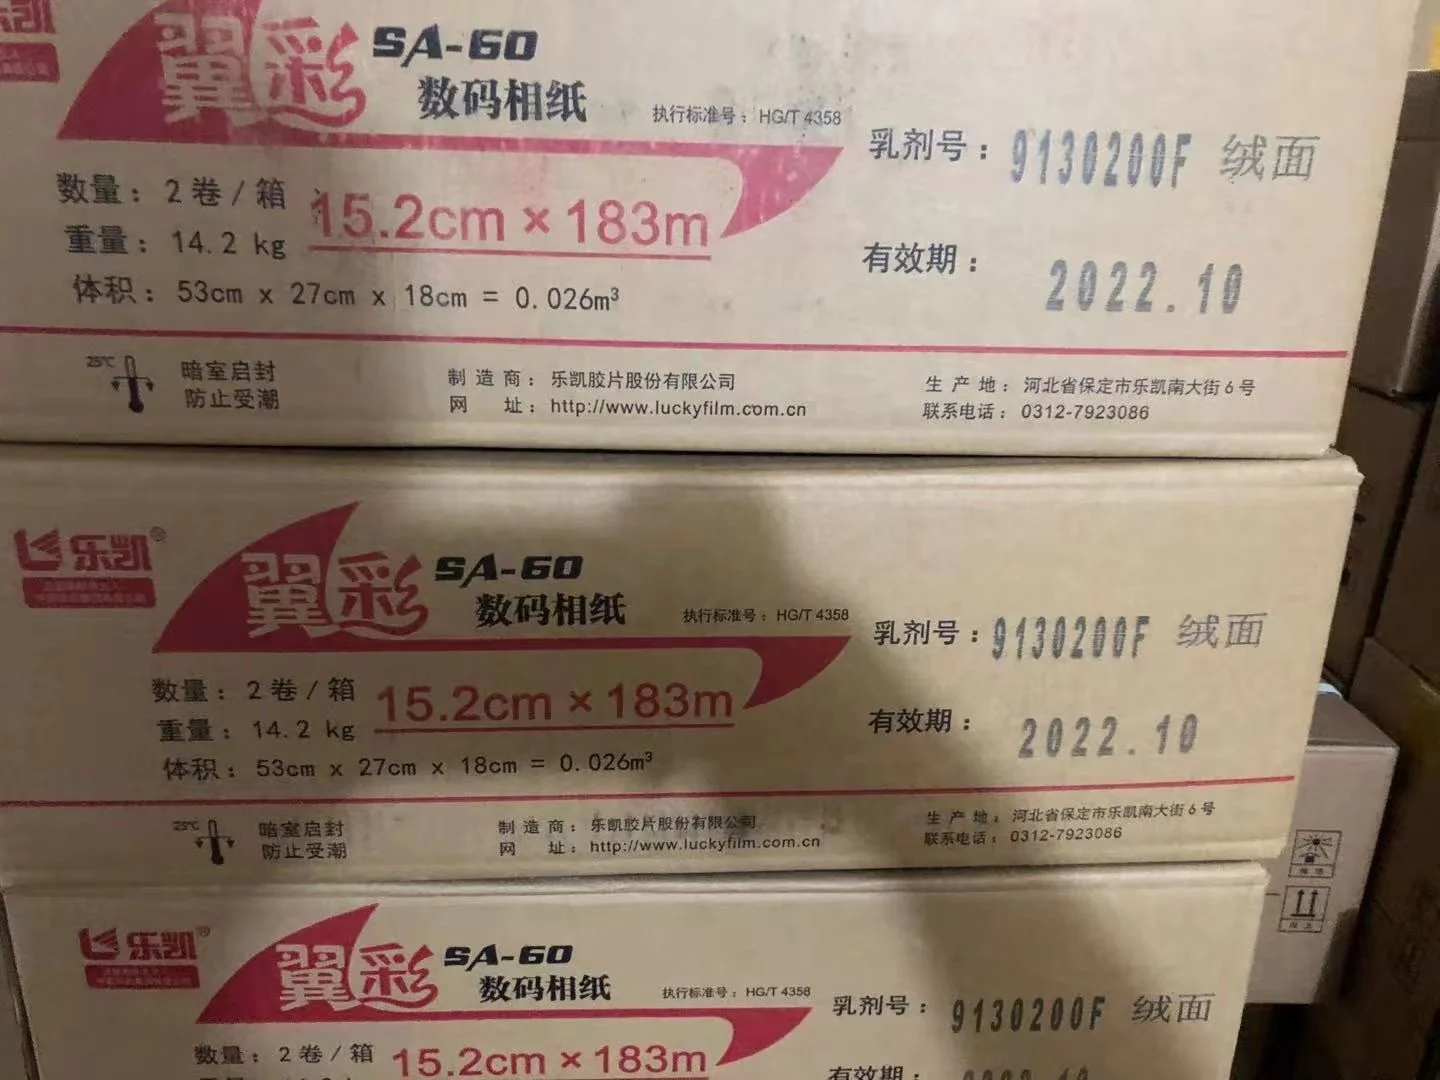 乐凯
翼彩 SA-60
数码相纸 执行标准号：HG/T 4358
乳剂号：9130200F 绒面
数量：2卷/箱 15.2cm×183m
重量：14.2 kg
有效期：2022.10
体积：53cm x 27cm x 18cm = 0.026m³
25℃ 暗室启封
防止受潮
制造商：乐凯胶片股份有限公司
网址：http://www.luckyfilm.com.cn
生产地：河北省保定市乐凯南大街6号
联系电话：0312-7923086
乐凯®
翼彩 SA-60
数码相纸 执行标准号：HG/T 4358
乳剂号：9130200F 绒面
数量：2卷/箱 15.2cm×183m
重量：14.2 kg
有效期：2022.10
体积：53cm x 27cm x 18cm = 0.026m³
25℃ 暗室启封
防止受潮
制造商：乐凯胶片股份有限公司
网址：http://www.luckyfilm.com.cn
生产地：河北省保定市乐凯南大街6号
联系电话：0312-7923086
乐凯®
翼彩 SA-60
数码相纸 执行标准号：HG/T 4358
乳剂号：9130200F 绒面
数量：2卷/箱 15.2cm×183m
有效期：